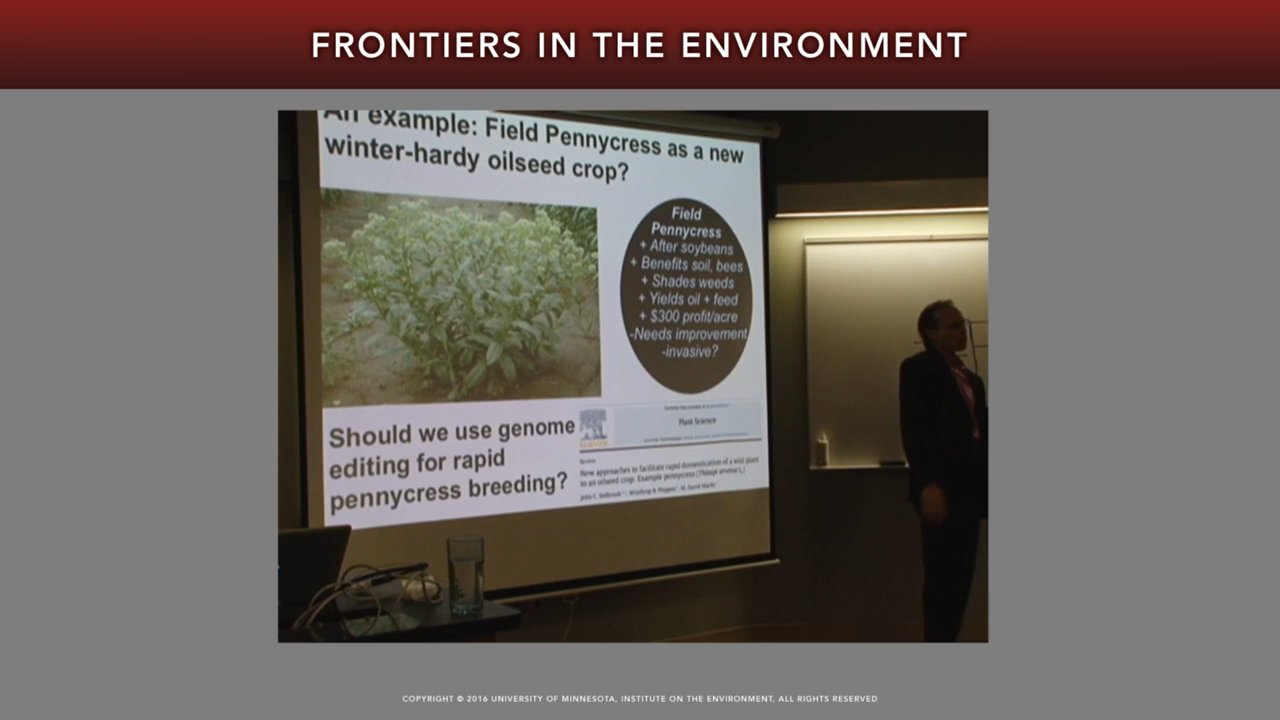 FRONTIERS IN THE ENVIRONMENT
An example: Field Pennycress as a new
winter-hardy oilseed crop?
Field
Pennycress
+ After soybeans
+ Benefits soil, bees
+ Shades weeds
+ Yields oil + feed
+ $300 profit/acre
-Needs improvement
-invasive?
Should we use genome
editing for rapid
pennycress breeding?
ELSEVIER
Plant Science
Review
New approaches to facilitate rapid domestication of a wild plant
to an oilseed crop: Example pennycress (Thlaspi arvense L.)
John C. Sedbrook, Winthrop B. Phippen, M. David Marks
COPYRIGHT © 2016 UNIVERSITY OF MINNESOTA, INSTITUTE ON THE ENVIRONMENT, ALL RIGHTS RESERVED